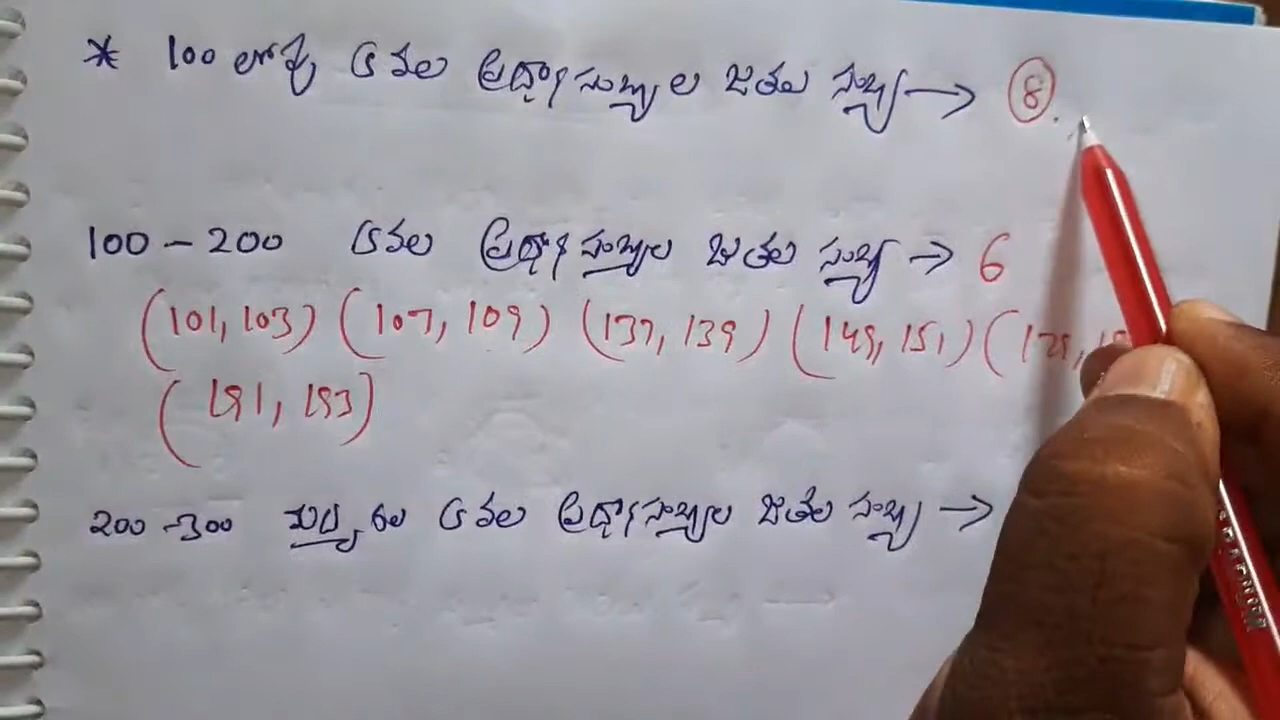 * 100 లోపు కవల ప్రధాన సంఖ్యల జతల సంఖ్య → 8.
100 - 200 కవల ప్రధాన సంఖ్యల జతల సంఖ్య → 6
(101, 103) (107, 109) (137, 139) (149, 151) (179,
(191, 193)
200 - 300 మధ్య గల కవల ప్రధాన సంఖ్యల జతల సంఖ్య →